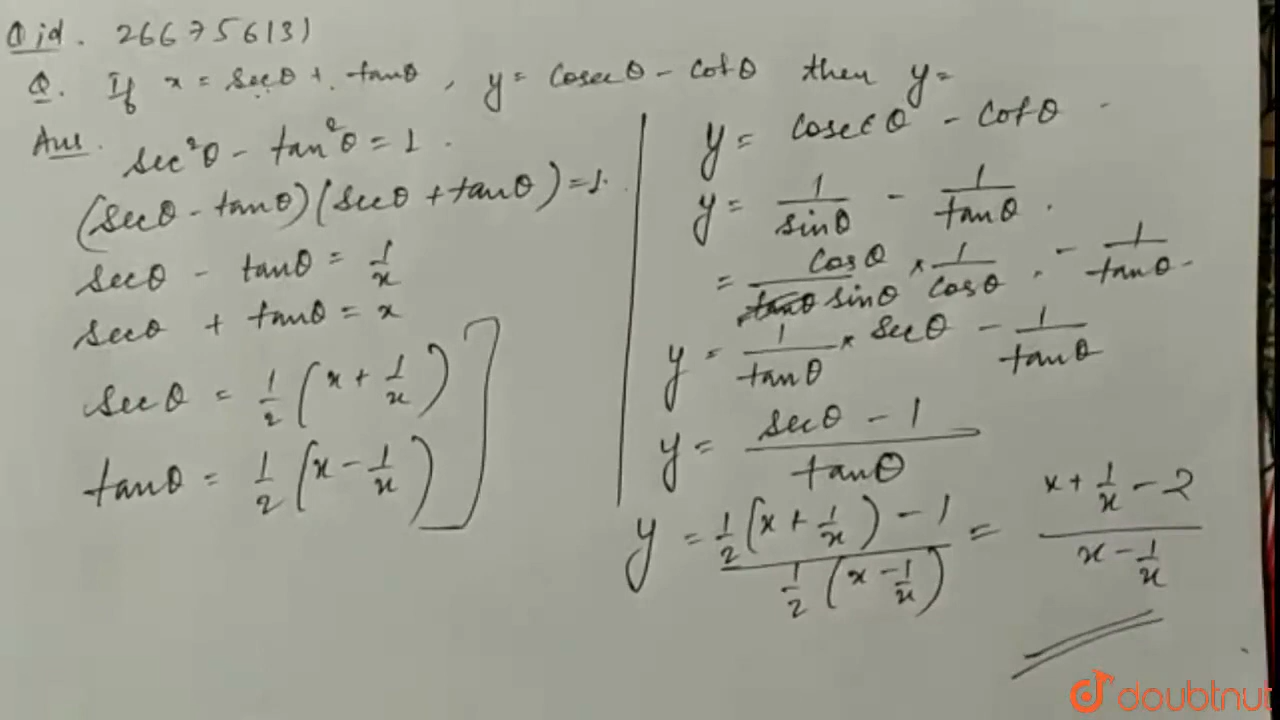 Qid. 26675613)
Q. If x = secθ + tanθ, y = cosecθ - cotθ then y =
Ans. sec²θ - tan²θ = 1.
(secθ - tanθ)(secθ + tanθ) = 1.
secθ - tanθ = 1/x
secθ + tanθ = x
secθ = 1/2 (x + 1/x)
tanθ = 1/2 (x - 1/x)
y = cosecθ - cotθ
y = 1/sinθ - 1/tanθ.
= cosθ/sinθ × 1/cosθ - 1/tanθ
y = 1/tanθ × secθ - 1/tanθ
y = (secθ - 1)/tanθ
y = (1/2 (x + 1/x) - 1)/(1/2 (x - 1/x)) = (x + 1/x - 2)/(x - 1/x)
doubtnut